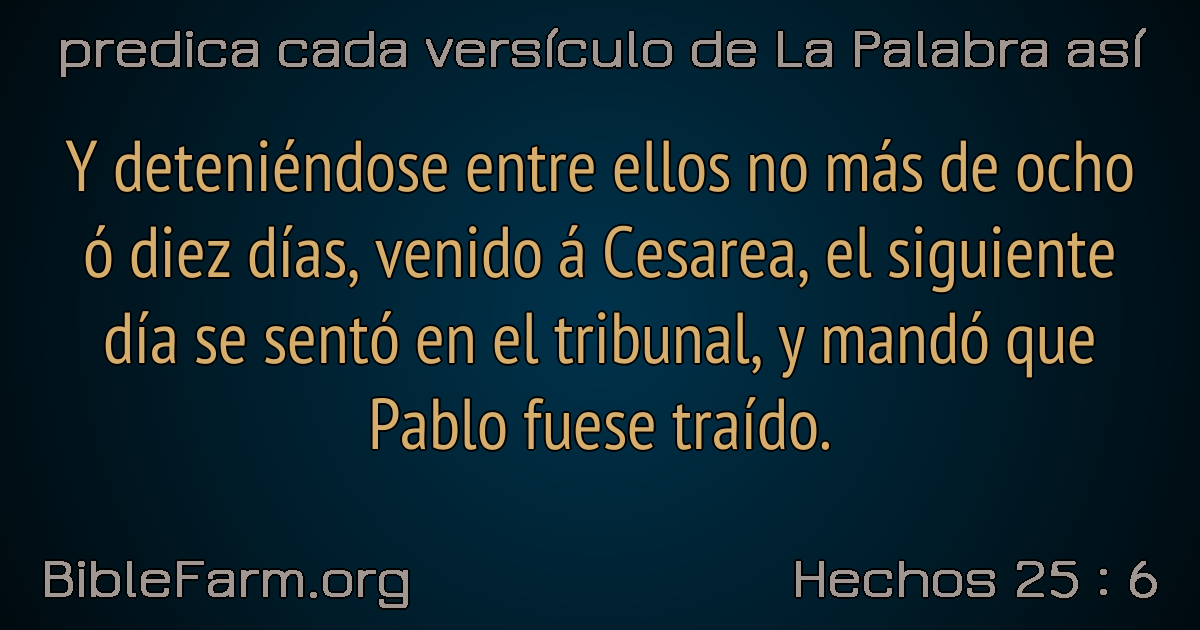 predica cada versículo de La Palabra así
Y deteniéndose entre ellos no más de ocho
ó diez días, venido á Cesarea, el siguiente
día se sentó en el tribunal, y mandó que
Pablo fuese traído.
BibleFarm.org
Hechos 25 : 6